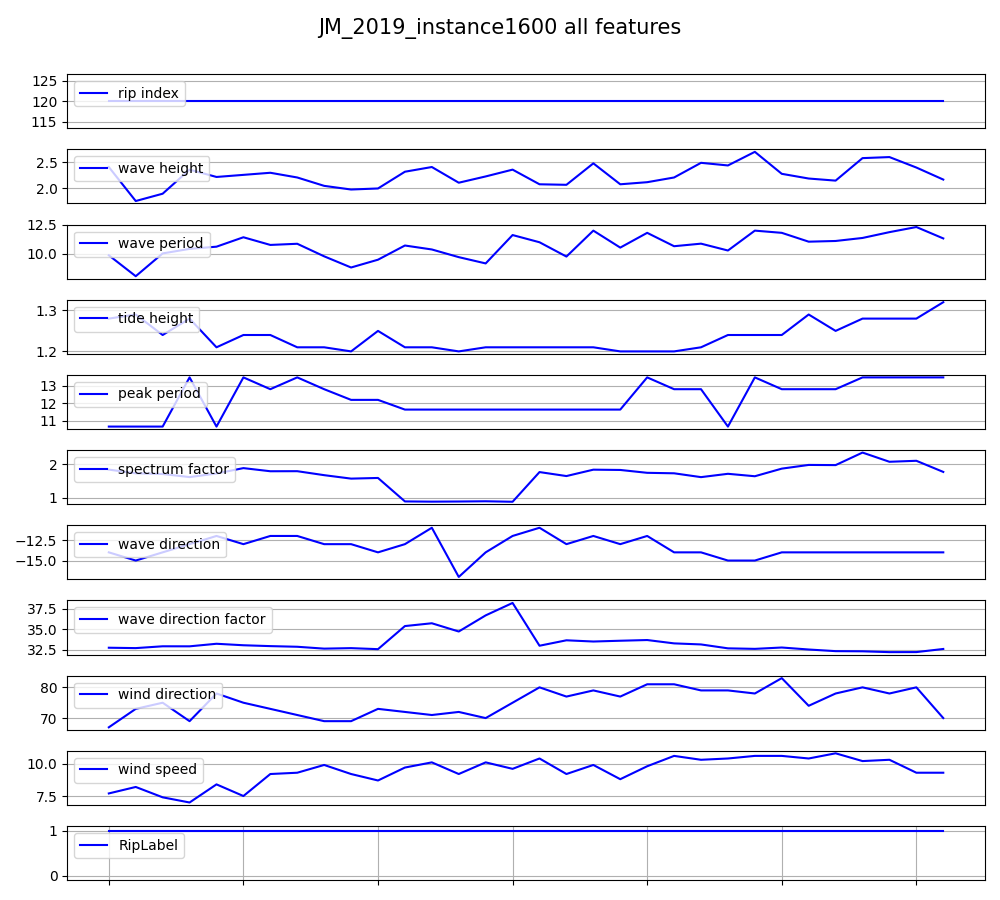 JM_2019_instance1600 all features
125
120
115
rip index
2.5
2.0
wave height
12.5
10.0
wave period
1.3
1.2
tide height
13
12
11
peak period
2
1
spectrum factor
−12.5
−15.0
wave direction
37.5
35.0
32.5
wave direction factor
80
70
wind direction
10.0
7.5
wind speed
1
0
RipLabel